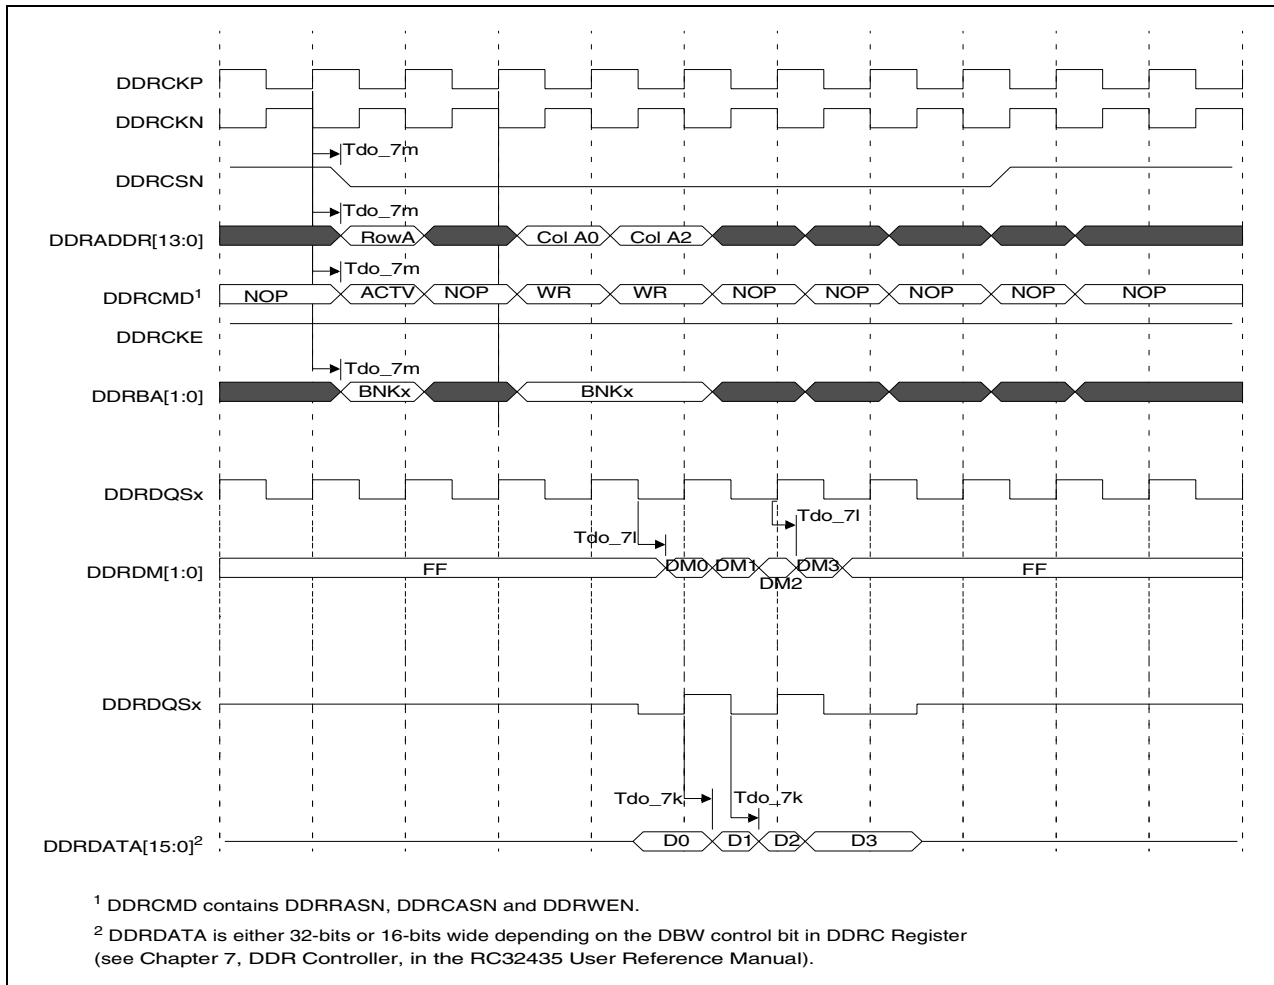 DDRCKP
DDRCKN
Tdo_7m
DDRCSN
Tdo_7m
DDRADDR[13:0] RowA Col A0 Col A2
Tdo_7m
DDRCMD1 NOP ACTV NOP WR WR NOP NOP NOP NOP NOP
DDRCKE
Tdo_7m
DDRBA[1:0] BNKx BNKx
DDRDQSx
Tdo_7l Tdo_7l
DDRDM[1:0] FF DM0 DM1 DM2 DM3 FF
DDRDQSx
Tdo_7k Tdo_7k
DDRDATA[15:0]2 D0 D1 D2 D3
1 DDRCMD contains DDRRASN, DDRCASN and DDRWEN.
2 DDRDATA is either 32-bits or 16-bits wide depending on the DBW control bit in DDRC Register
(see Chapter 7, DDR Controller, in the RC32435 User Reference Manual).